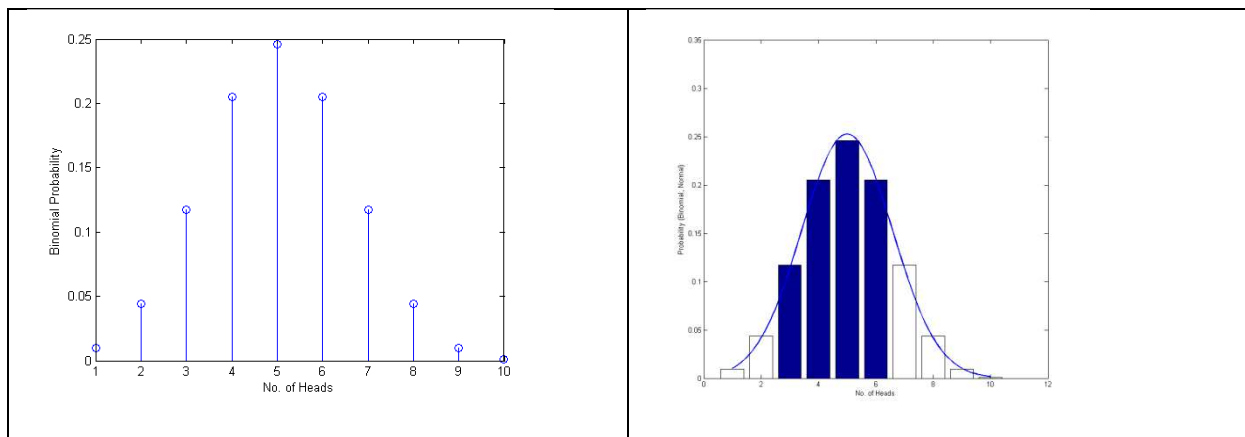 0.25
0.2
0.15
0.1
0.05
0
Binomial Probability
1 2 3 4 5 6 7 8 9 10
No. of Heads
0.35
0.3
0.25
0.2
0.15
0.1
0.05
0
Probability (Binomial, Normal)
0 2 4 6 8 10 12
No. of Heads